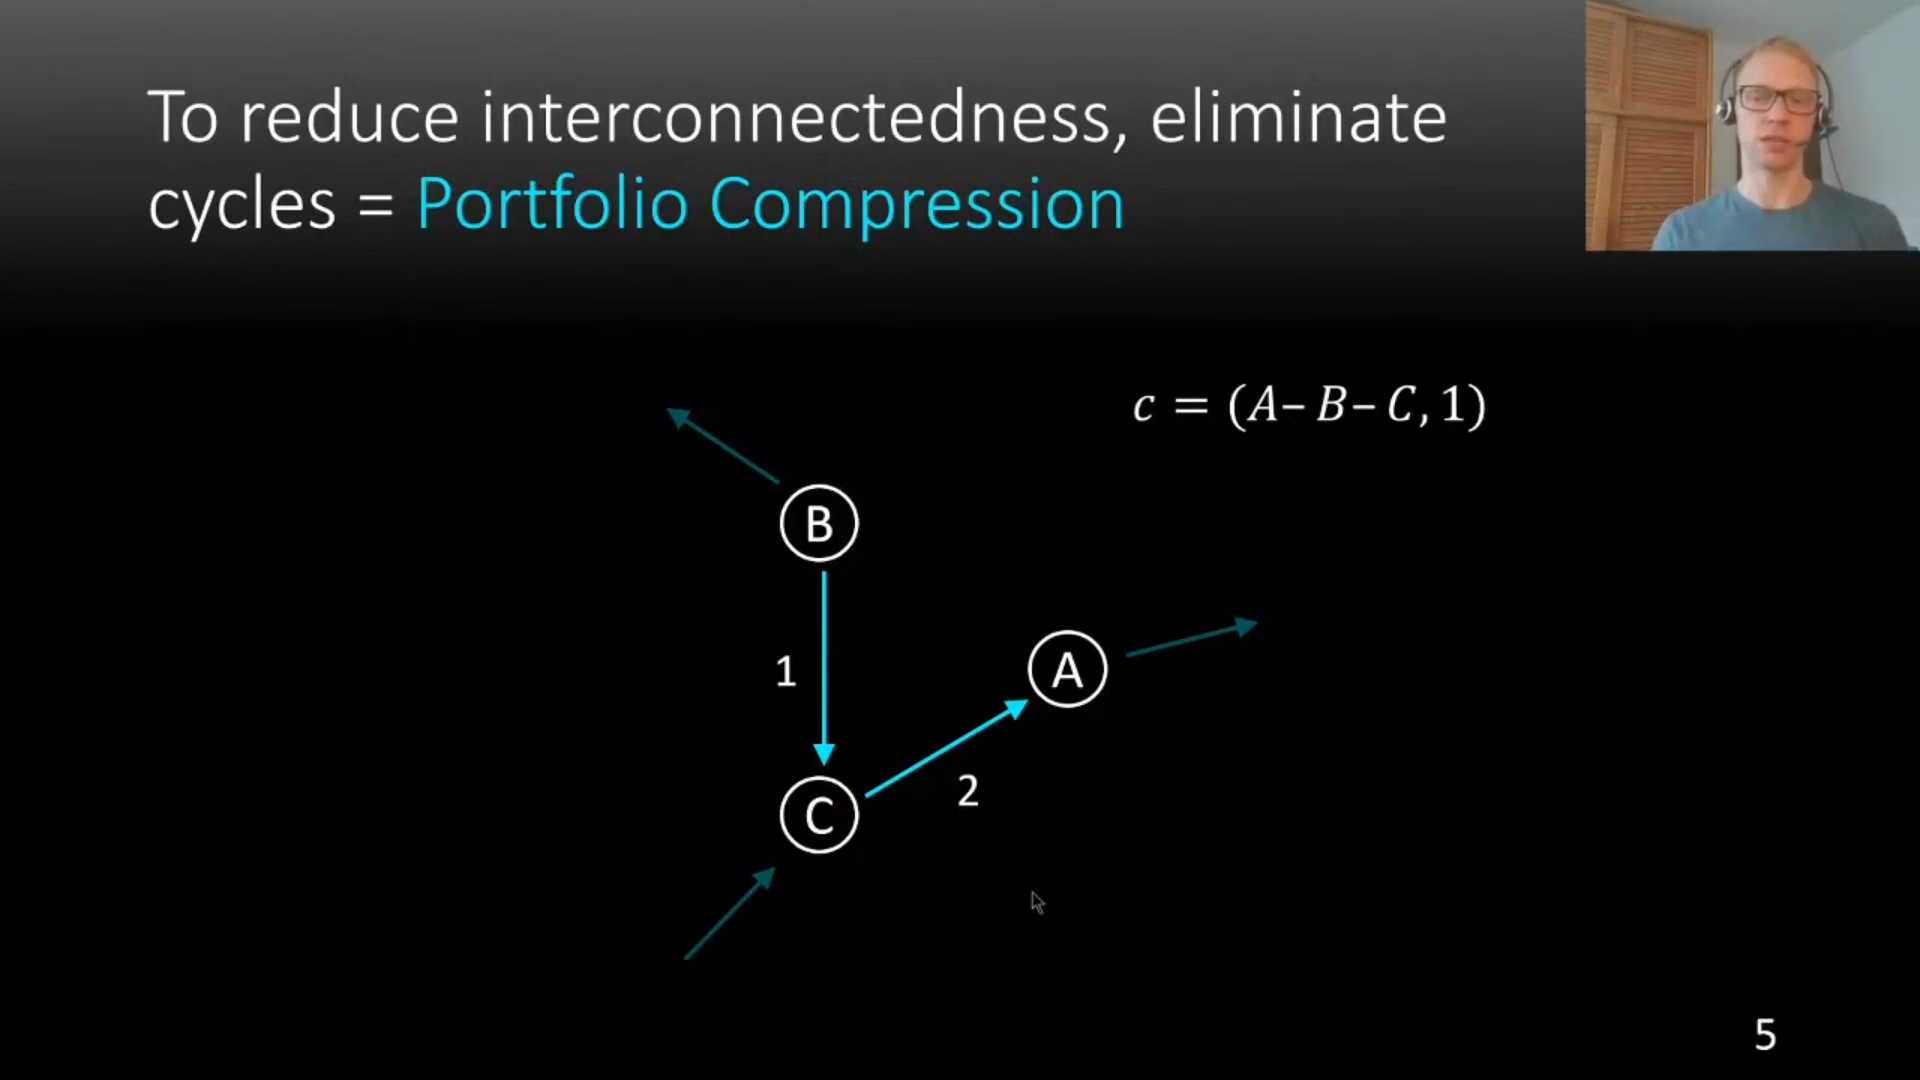 To reduce interconnectedness, eliminate
cycles = Portfolio Compression
c = (A– B– C, 1)
B
1
A
2
C
5